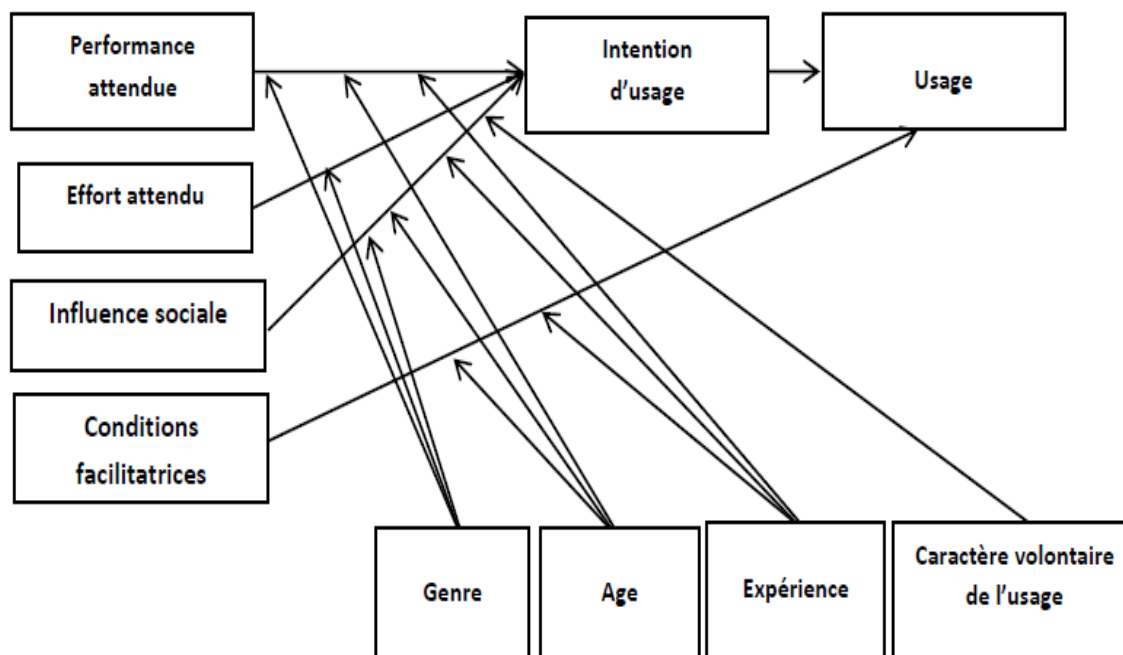 Performance
attendue
Intention
d’usage
Usage
Effort attendu
Influence sociale
Conditions
facilitatrices
Genre
Age
Expérience
Caractère volontaire
de l’usage